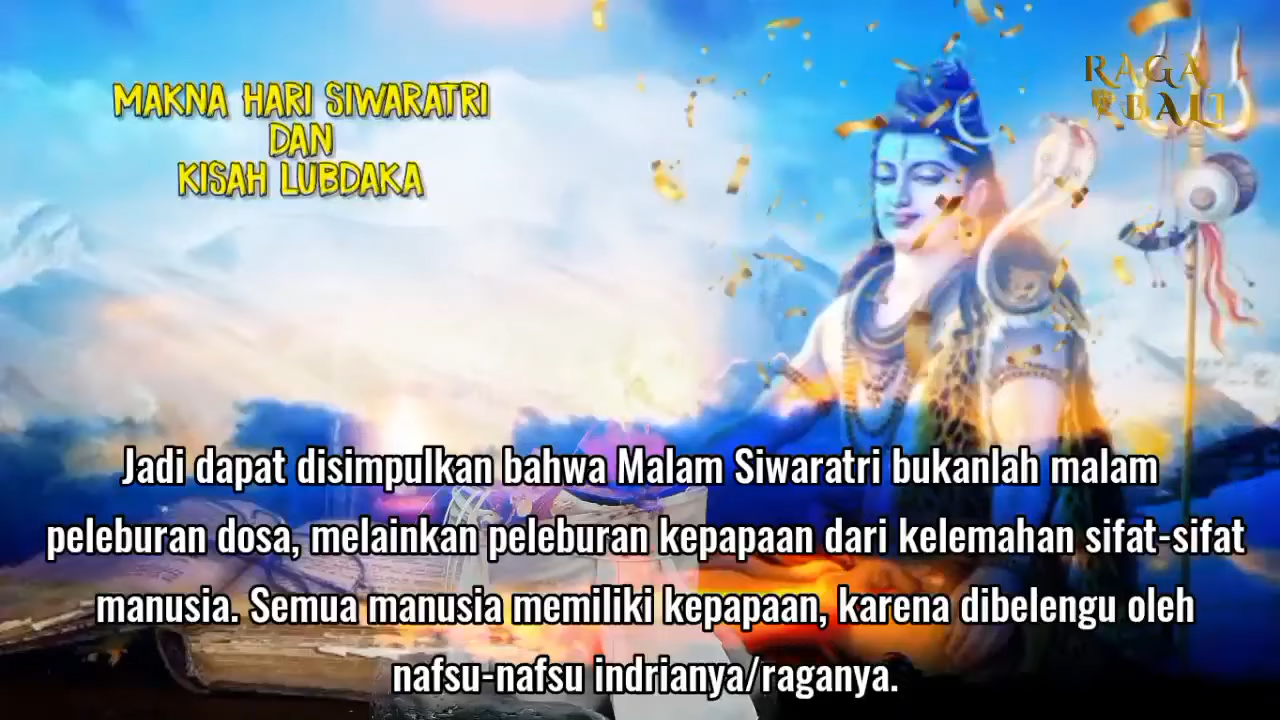 MAKNA HARI SIWARATRI
DAN
KISAH LUBDAKA
RAGA
BALI
Jadi dapat disimpulkan bahwa Malam Siwaratri bukanlah malam
peleburan dosa, melainkan peleburan kepapaan dari kelemahan sifat-sifat
manusia. Semua manusia memiliki kepapaan, karena dibelengu oleh
nafsu-nafsu indrianya/raganya.